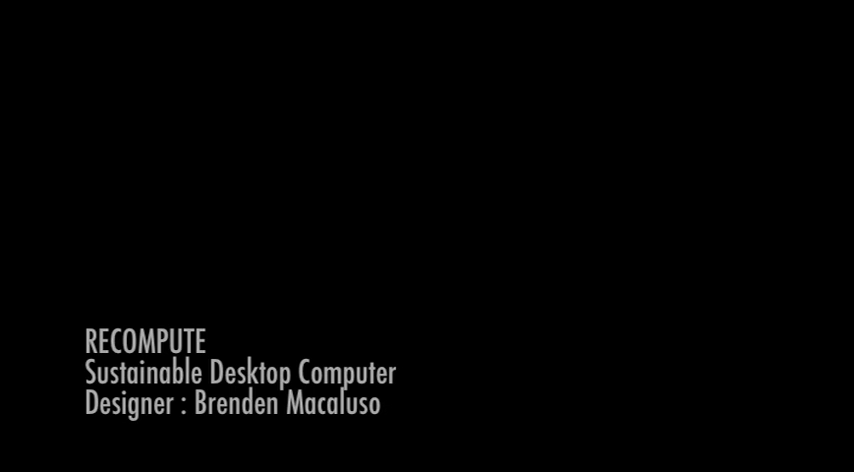 RECOMPUTE
Sustainable Desktop Computer
Designer : Brenden Macaluso